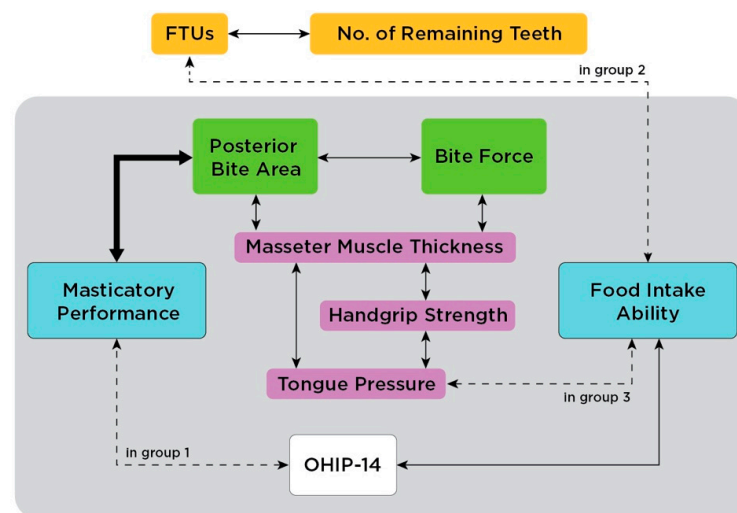 FTUs
No. of Remaining Teeth
in group 2
Posterior
Bite Area
Bite Force
Masseter Muscle Thickness
Masticatory
Performance
Food Intake
Ability
Handgrip Strength
Tongue Pressure
in group 3
in group 1
OHIP-14